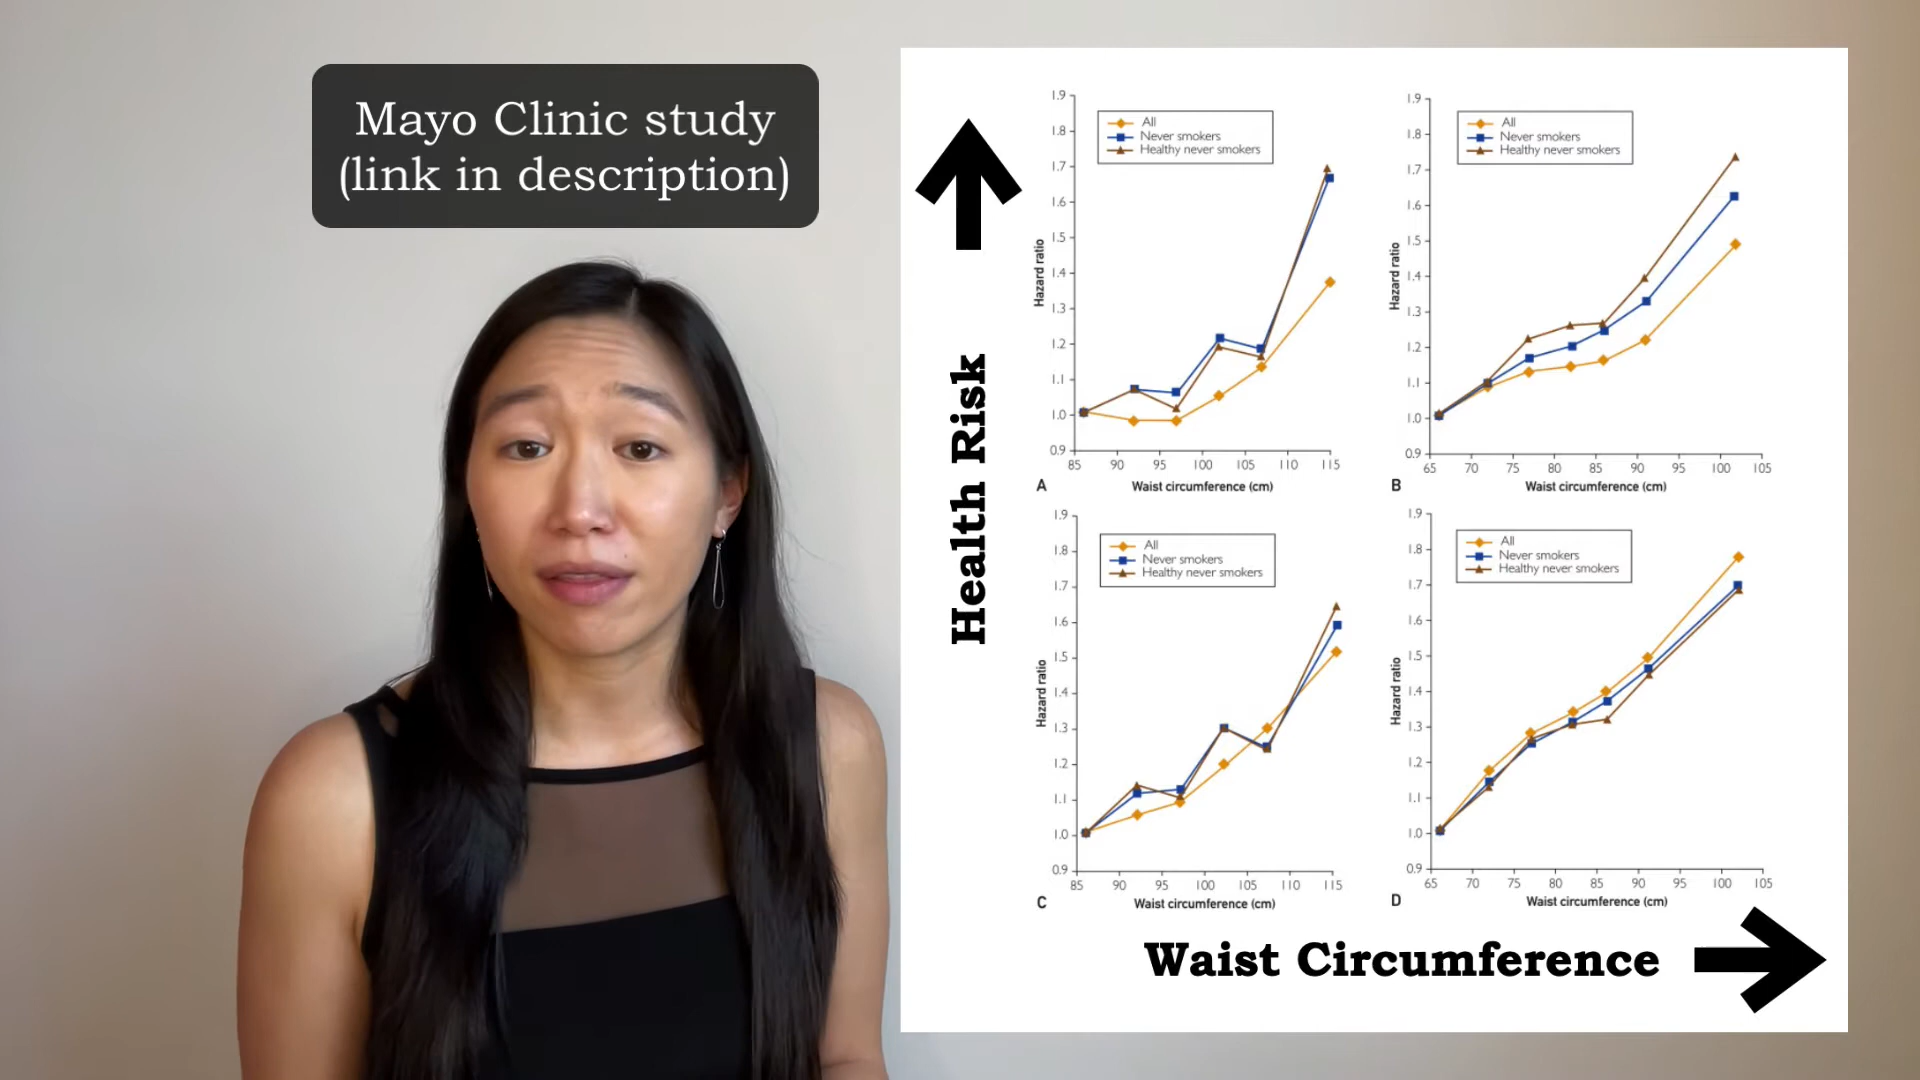 Mayo Clinic study
(link in description)
Health Risk
1.9
1.8
1.7
1.6
1.5
1.4
1.3
1.2
1.1
1.0
0.9
Hazard ratio
All
Never smokers
Healthy never smokers
85 90 95 100 105 110 115
A
Waist circumference (cm)
1.9
1.8
1.7
1.6
1.5
1.4
1.3
1.2
1.1
1.0
0.9
Hazard ratio
All
Never smokers
Healthy never smokers
65 70 75 80 85 90 95 100 105
B
Waist circumference (cm)
1.9
1.8
1.7
1.6
1.5
1.4
1.3
1.2
1.1
1.0
0.9
Hazard ratio
All
Never smokers
Healthy never smokers
85 90 95 100 105 110 115
C
Waist circumference (cm)
1.9
1.8
1.7
1.6
1.5
1.4
1.3
1.2
1.1
1.0
0.9
Hazard ratio
All
Never smokers
Healthy never smokers
65 70 75 80 85 90 95 100 105
D
Waist circumference (cm)
Waist Circumference